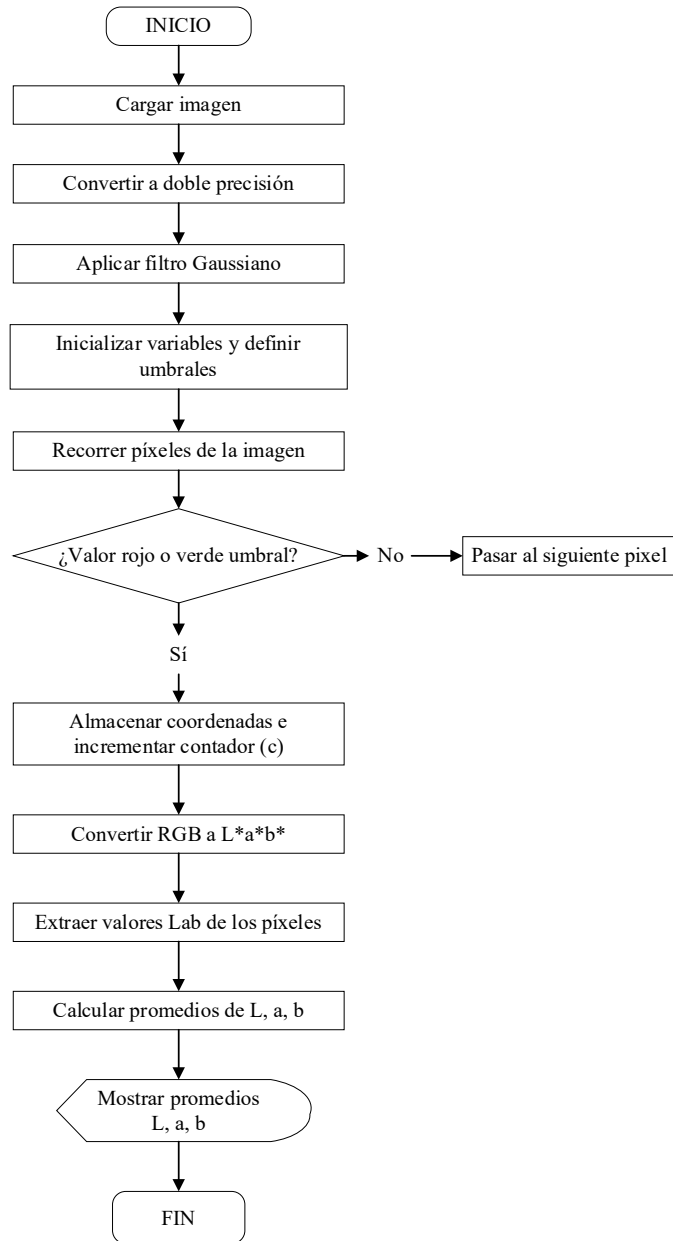 INICIO
Cargar imagen
Convertir a doble precisión
Aplicar filtro Gaussiano
Inicializar variables y definir
umbrales
Recorrer píxeles de la imagen
¿Valor rojo o verde umbral?
No
Pasar al siguiente pixel
Sí
Almacenar coordenadas e
incrementar contador (c)
Convertir RGB a L*a*b*
Extraer valores Lab de los píxeles
Calcular promedios de L, a, b
Mostrar promedios
L, a, b
FIN